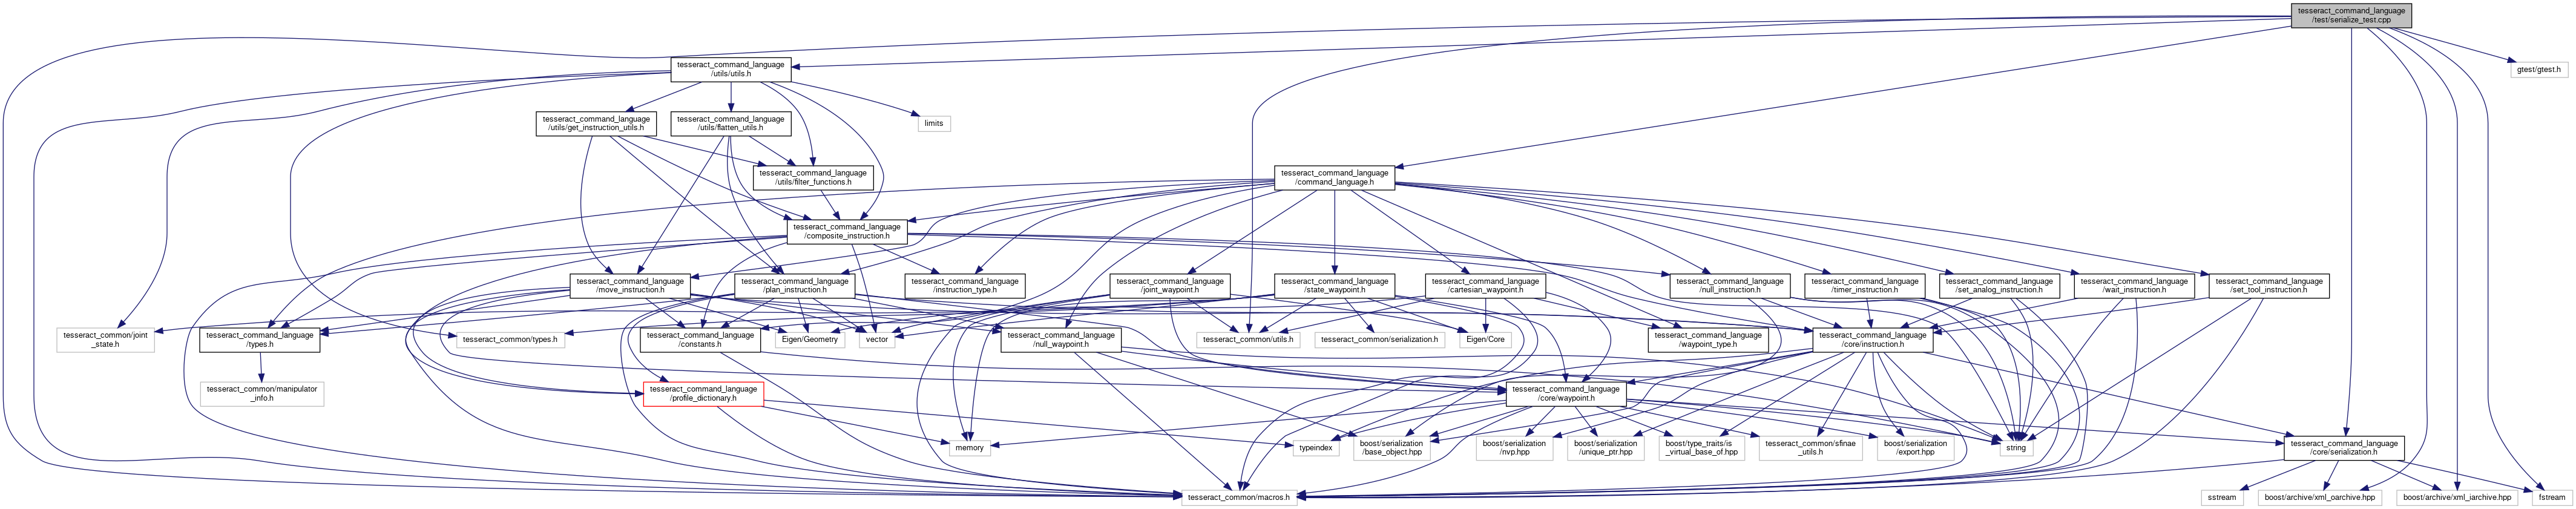 tesseract_command_language
/test/serialize_test.cpp
tesseract_command_language
/utils/utils.h
gtest/gtest.h
tesseract_command_language
/utils/get_instruction_utils.h
tesseract_command_language
/utils/flatten_utils.h
limits
tesseract_command_language
/utils/filter_functions.h
tesseract_command_language
/command_language.h
tesseract_command_language
/composite_instruction.h
tesseract_command_language
/move_instruction.h
tesseract_command_language
/plan_instruction.h
tesseract_command_language
/instruction_type.h
tesseract_command_language
/joint_waypoint.h
tesseract_command_language
/state_waypoint.h
tesseract_command_language
/cartesian_waypoint.h
tesseract_command_language
/null_instruction.h
tesseract_command_language
/timer_instruction.h
tesseract_command_language
/set_analog_instruction.h
tesseract_command_language
/wait_instruction.h
tesseract_command_language
/set_tool_instruction.h
tesseract_common/joint
_state.h
tesseract_command_language
/types.h
tesseract_common/types.h
tesseract_command_language
/constants.h
Eigen/Geometry
vector
tesseract_command_language
/null_waypoint.h
tesseract_common/utils.h
tesseract_common/serialization.h
Eigen/Core
tesseract_command_language
/waypoint_type.h
tesseract_command_language
/core/instruction.h
tesseract_common/manipulator
_info.h
tesseract_command_language
/profile_dictionary.h
tesseract_command_language
/core/waypoint.h
memory
typeindex
boost/serialization
/base_object.hpp
boost/serialization
/nvp.hpp
boost/serialization
/unique_ptr.hpp
boost/type_traits/is
_virtual_base_of.hpp
tesseract_common/sfinae
_utils.h
boost/serialization
/export.hpp
string
tesseract_command_language
/core/serialization.h
tesseract_common/macros.h
sstream
boost/archive/xml_oarchive.hpp
boost/archive/xml_iarchive.hpp
fstream